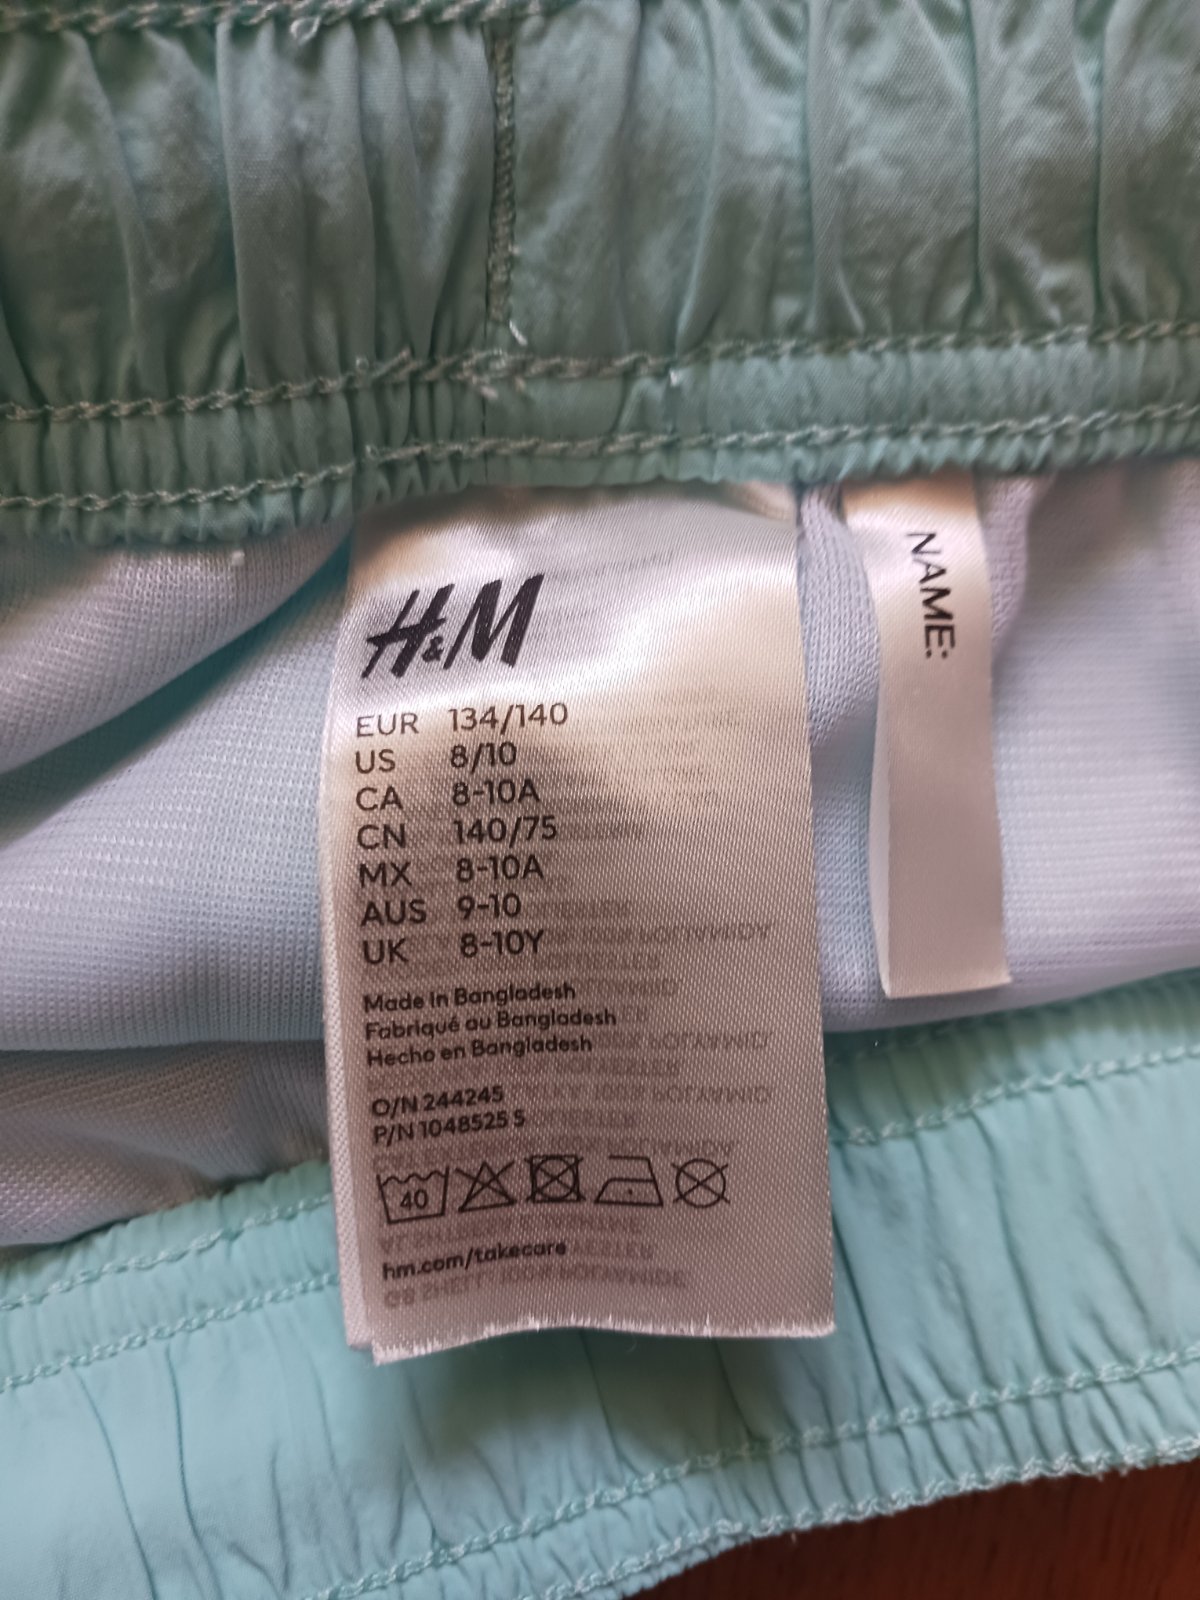 H&M
EUR 134/140
US 8/10
CA 8-10A
CN 140/75
MX 8-10A
AUS 9-10
UK 8-10Y
Made in Bangladesh
Fabriqué au Bangladesh
Hecho en Bangladesh
O/N 244245
P/N 1048525 S
40
hm.com/takecare
NAME: